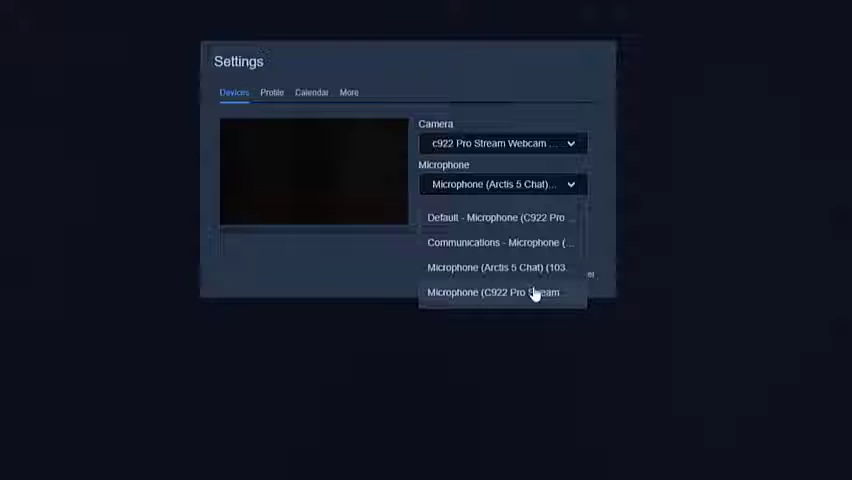 Settings
Devices Profile Calendar More
Camera
c922 Pro Stream Webcam ...
Microphone
Microphone (Arctis 5 Chat)...
Default - Microphone (C922 Pro ...
Communications - Microphone (...
Microphone (Arctis 5 Chat) (103...
Microphone (C922 Pro Stream